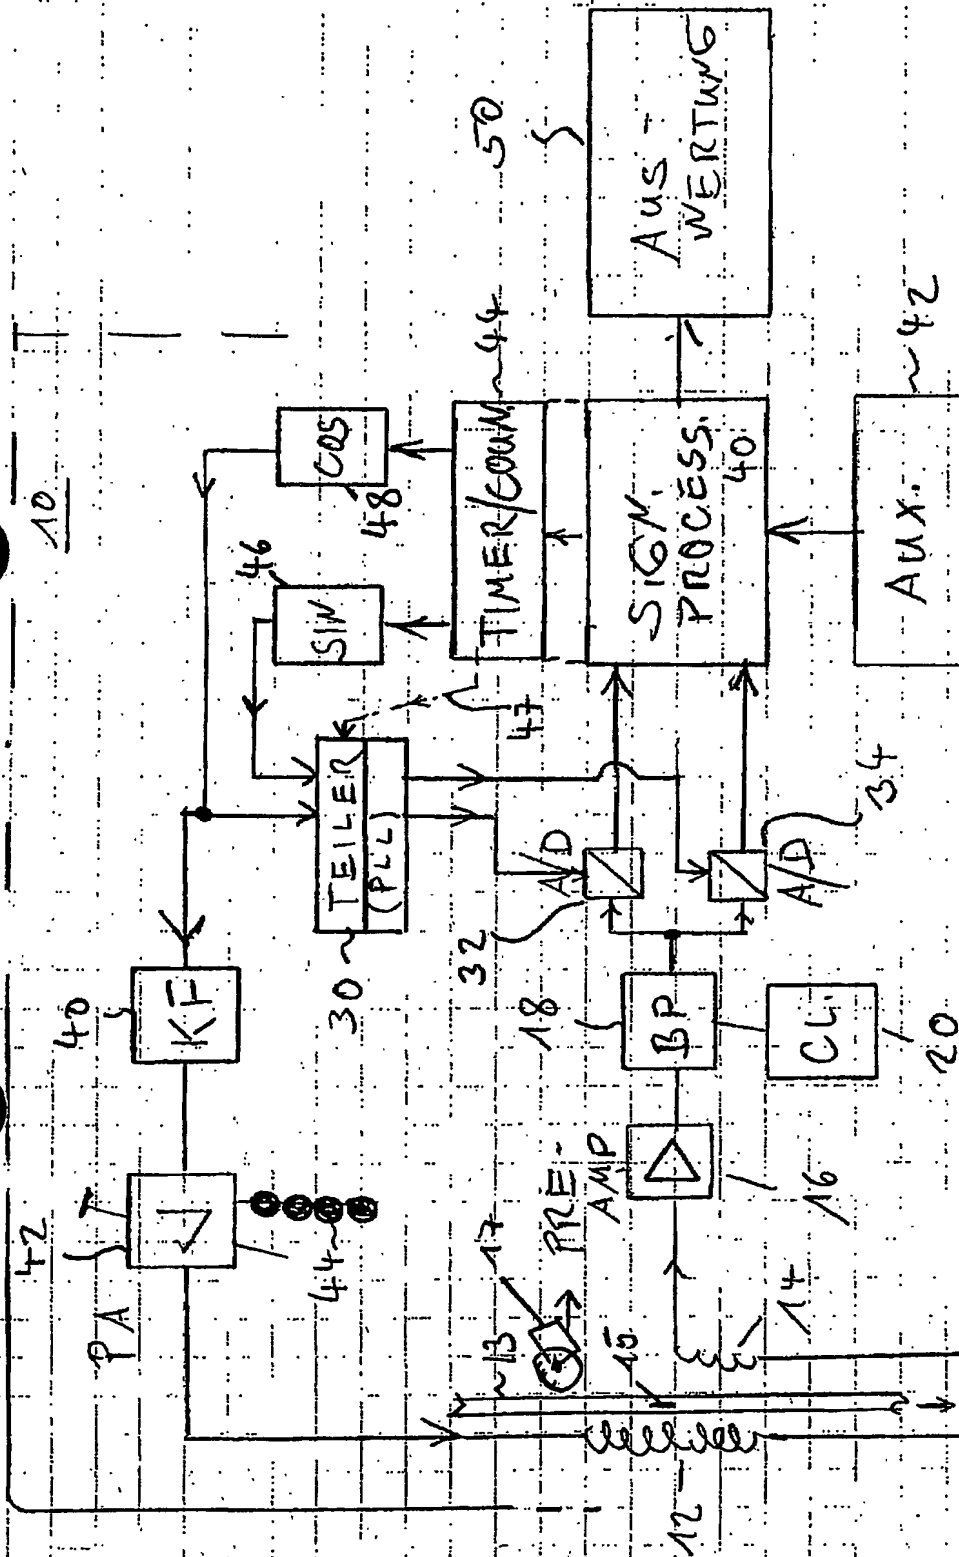 10
PA
42
44
40
KF
30
TEILER
(PLL)
46
SIN
48
COS
47
TIMER/COUN.
44
50
AUS-
WERTUNG
12
13
17
15
14
PRE-
AMP
16
18
BP
CL.
20
32
A/D
A/D
34
SIGN.
PROCESS.
40
AUX.
42